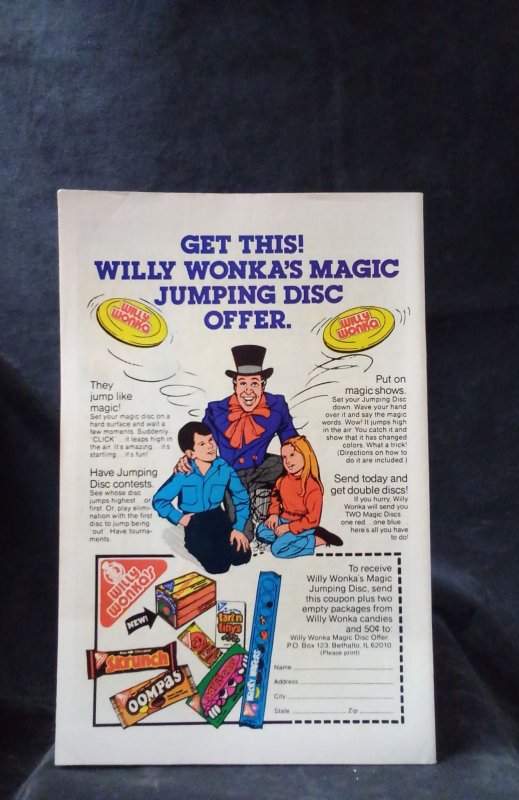 GET THIS!
WILLY WONKA'S MAGIC
JUMPING DISC
OFFER.
WILLY
WONKA
WILLY
WONKA
They
jump like
magic!
Set your magic disc on a
hard surface and wait a
few moments. Suddenly
"CLICK" ... it leaps high in
the air. It's amazing ... it's
startling ... it's fun!
Have Jumping
Disc contests.
See whose disc
jumps highest ... or
first. Or, play elimi-
nation with the first
disc to jump being
"out". Have tourna-
ments.
Put on
magic shows.
Set your Jumping Disc
down. Wave your hand
over it and say the magic
words. Wow! It jumps high
in the air. You catch it and
show that it has changed
colors. What a trick!
(Directions on how to
do it are included.)
Send today and
get double discs!
If you hurry, Willy
Wonka will send you
TWO Magic Discs ...
one red ... one blue ...
here's all you have
to do!
willy
wonka's
NEW!
Tart n
Tinys
SKRUNCH
OOMPAS
To receive
Willy Wonka's Magic
Jumping Disc, send
this coupon plus two
empty packages from
Willy Wonka candies
and 50¢ to:
Willy Wonka Magic Disc Offer.
P.O. Box 123, Bethalto, IL 62010.
(Please print)
Name
Address
City
State Zip